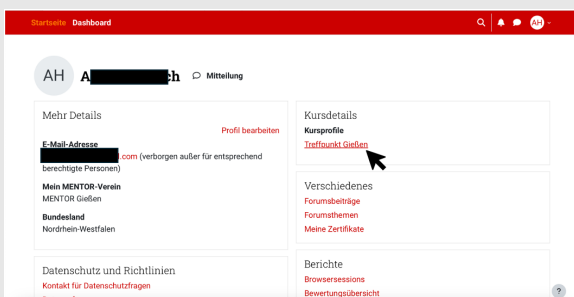 Startseite Dashboard
AH
AH
Mitteilung
Mehr Details
Profil bearbeiten
E-Mail-Adresse
.com (verborgen außer für entsprechend
berechtigte Personen)
Mein MENTOR-Verein
MENTOR Gießen
Bundesland
Nordrhein-Westfalen
Datenschutz und Richtlinien
Kontakt für Datenschutzfragen
Kursdetails
Kursprofile
Treffpunkt Gießen
Verschiedenes
Forumsbeiträge
Forumsthemen
Meine Zertifikate
Berichte
Browsersessions
Bewertungsübersicht
?